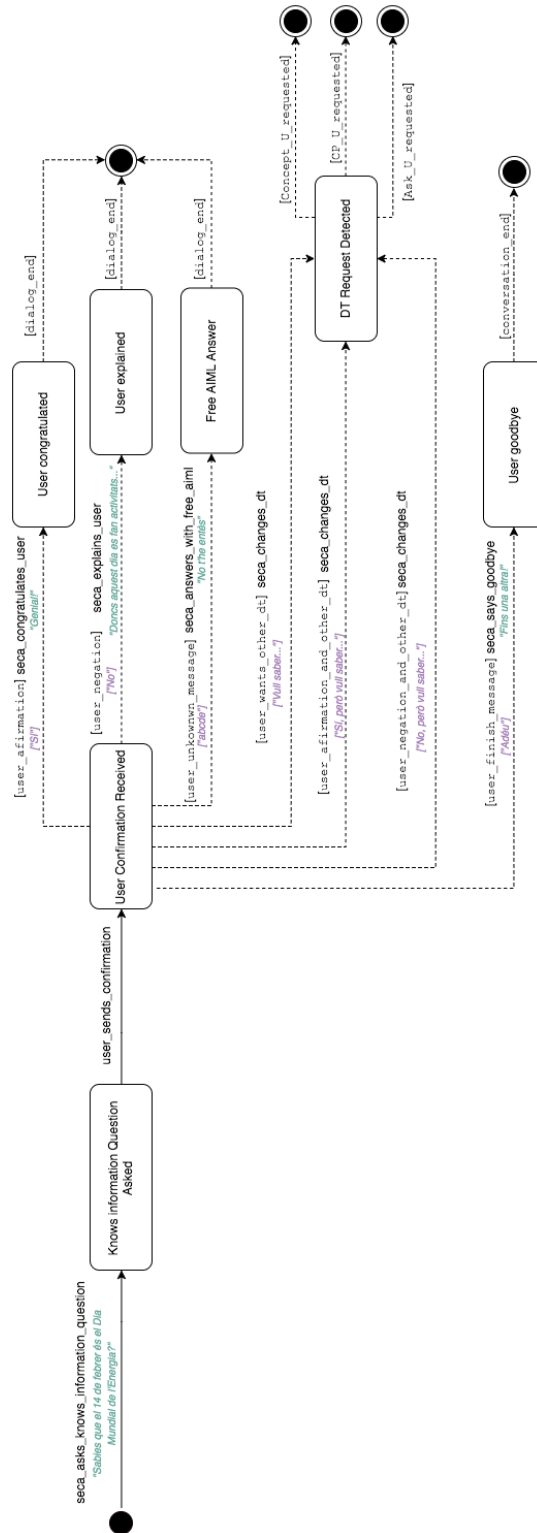 seca_asks_knows_information_question
"Sabies que el 14 de febrer és el Dia
Mundial de l'Energia?"
Knows information Question
Asked
user_sends_confirmation
User Confirmation Received
[user_afirmation] seca_congratulates_user
["Sí"]
"Genial!"
User congratulated
[dialog_end]
[user_negation] seca_explains_user
["No"]
"Doncs aquest dia es fan activitats..."
User explained
[dialog_end]
[user_unkownwn_message] seca_answers_with_free_aiml
["abcde"]
"No t'he entés"
Free AIML Answer
[dialog_end]
[user_wants_other_dt] seca_changes_dt
["Vull saber..."]
[user_afirmation_and_other_dt] seca_changes_dt
["Sí, però vull saber..."]
[user_negation_and_other_dt] seca_changes_dt
["No, però vull saber..."]
DT Request Detected
[Concept_U_requested]
[CP_U_requested]
[Ask_U_requested]
[user_finish_message] seca_says_goodbye
["Adéu"]
"Fins una altra!"
User goodbye
[conversation_end]